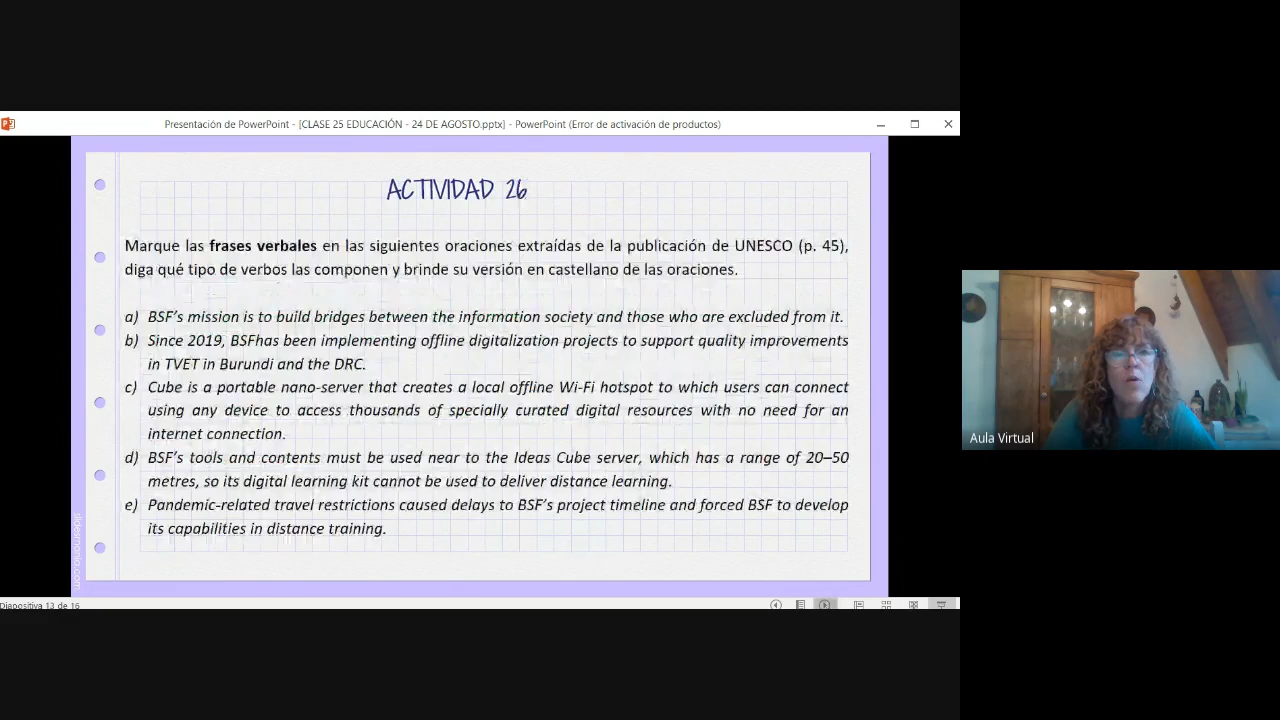 Presentación de PowerPoint - [CLASE 25 EDUCACIÓN - 24 DE AGOSTO.pptx] - PowerPoint (Error de activación de productos)
ACTIVIDAD 26
Marque las frases verbales en las siguientes oraciones extraídas de la publicación de UNESCO (p. 45),
diga qué tipo de verbos las componen y brinde su versión en castellano de las oraciones.
a) BSF's mission is to build bridges between the information society and those who are excluded from it.
b) Since 2019, BSFhas been implementing offline digitalization projects to support quality improvements
in TVET in Burundi and the DRC.
c) Cube is a portable nano-server that creates a local offline Wi-Fi hotspot to which users can connect
using any device to access thousands of specially curated digital resources with no need for an
internet connection.
d) BSF's tools and contents must be used near to the Ideas Cube server, which has a range of 20–50
metres, so its digital learning kit cannot be used to deliver distance learning.
e) Pandemic-related travel restrictions caused delays to BSF's project timeline and forced BSF to develop
its capabilities in distance training.
slidesmania.com
Diapositiva 13 de 16
Aula Virtual